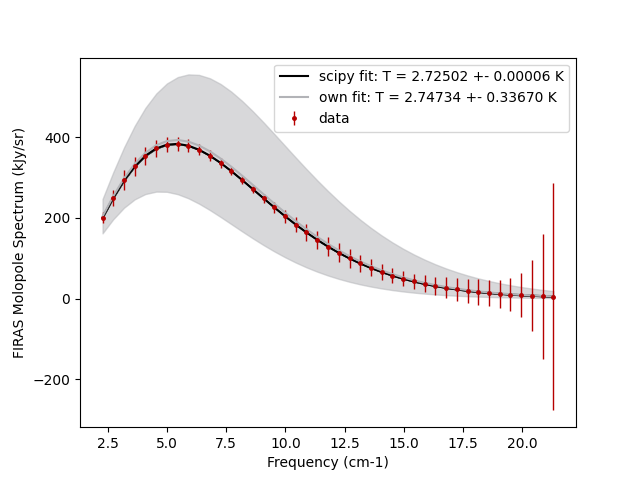 scipy fit: T = 2.72502 +- 0.00006 K
own fit: T = 2.74734 +- 0.33670 K
data
FIRAS Molopole Spectrum (kJy/sr)
400
200
0
−200
2.5 5.0 7.5 10.0 12.5 15.0 17.5 20.0
Frequency (cm-1)